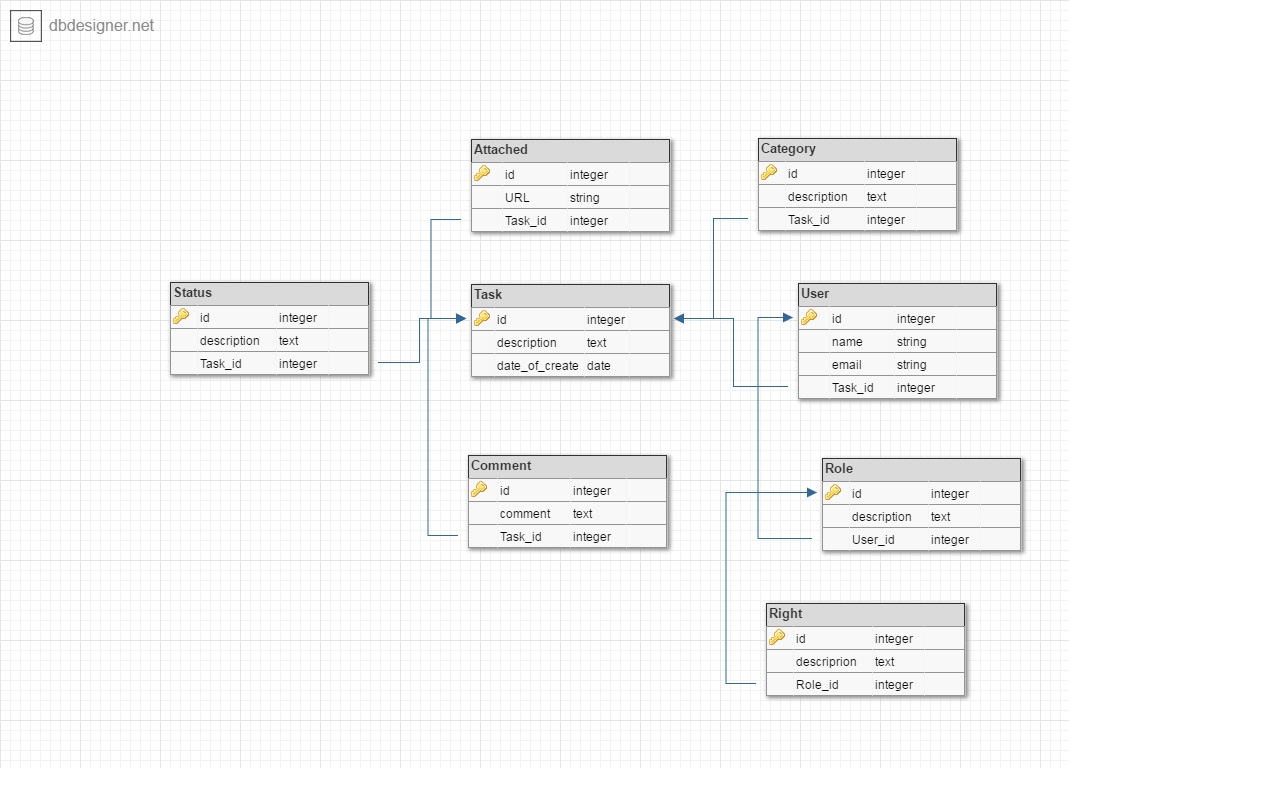 dbdesigner.net
Attached
id integer
URL string
Task_id integer
Category
id integer
description text
Task_id integer
Status
id integer
description text
Task_id integer
Task
id integer
description text
date_of_create date
User
id integer
name string
email string
Task_id integer
Comment
id integer
comment text
Task_id integer
Role
id integer
description text
User_id integer
Right
id integer
descriprion text
Role_id integer